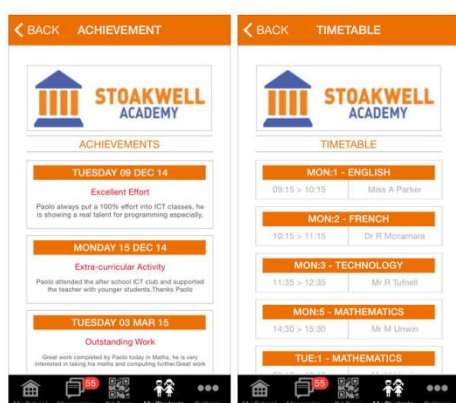 BACK ACHIEVEMENT
STOAKWELL
ACADEMY
ACHIEVEMENTS
TUESDAY 09 DEC 14
Excellent Effort
Paolo always put a 100% effort into ICT classes, he
is showing a real talent for programming especially.
MONDAY 15 DEC 14
Extra-curricular Activity
Paolo attended the after school ICT club and supported
the teacher with younger students.Thanks Paolo
TUESDAY 03 MAR 15
Outstanding Work
Great work completed by Paolo today in Maths, he is very
interested in taking his maths and computing further.Great work
55
BACK TIMETABLE
STOAKWELL
ACADEMY
TIMETABLE
MON:1 - ENGLISH
09:15 > 10:15 Miss A Parker
MON:2 - FRENCH
10:15 > 11:15 Dr R Mcnamara
MON:3 - TECHNOLOGY
11:35 > 12:35 Mr R Tufnell
MON:5 - MATHEMATICS
14:30 > 15:30 Mr M Unwin
TUE:1 - MATHEMATICS
55